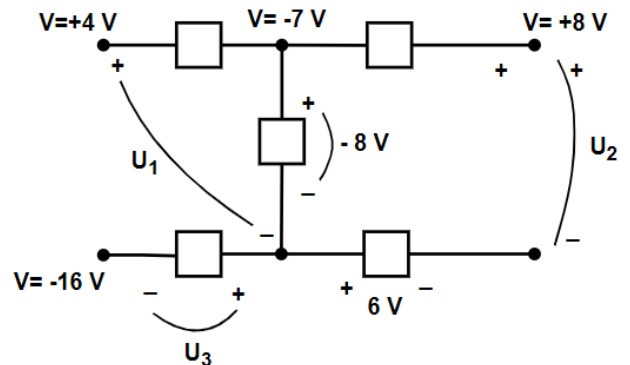 V=+4 V
V= -7 V
V= +8 V
+
+
+
+
- 8 V
U1
U2
–
–
–
V= -16 V
–
+
+
6 V
–
U3